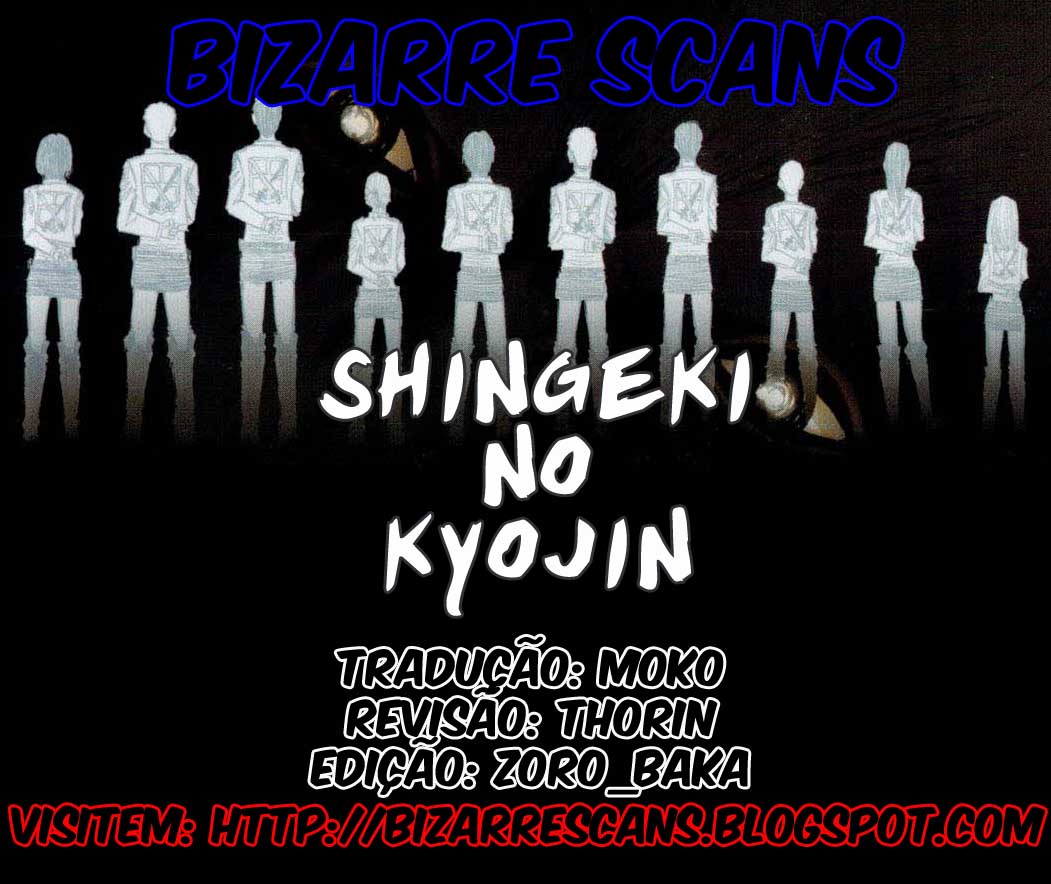 BIZARRE SCANS
SHINGEKI
NO
KYOJIN
TRADUÇÃO: MOKO
REVISÃO: THORIN
EDIÇÃO: ZORO_BAKA
VISITEM: HTTP://BIZARRESCANS.BLOGSPOT.COM